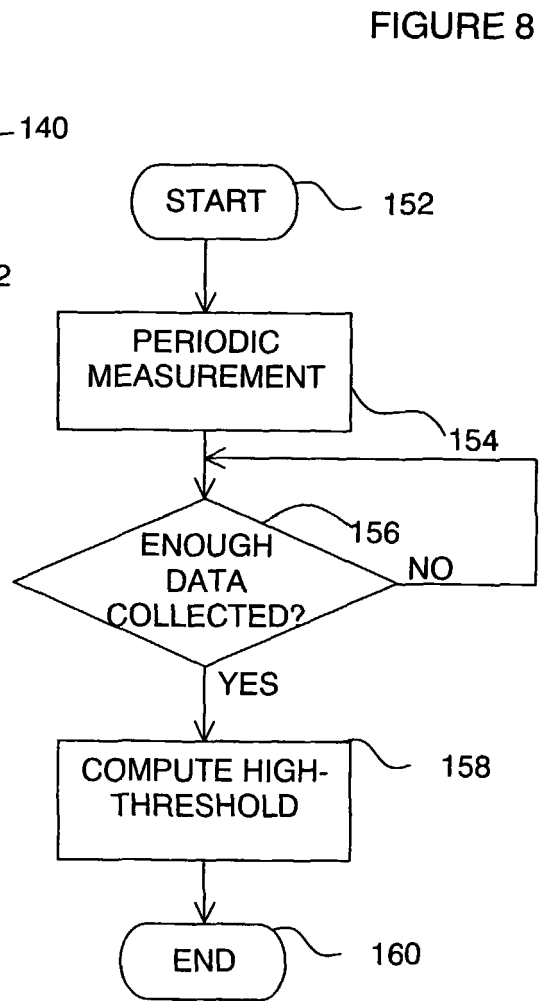 FIGURE 8
140
START
152
2
PERIODIC
MEASUREMENT
154
156
ENOUGH
DATA
COLLECTED?
NO
YES
COMPUTE HIGH-
THRESHOLD
158
END
160